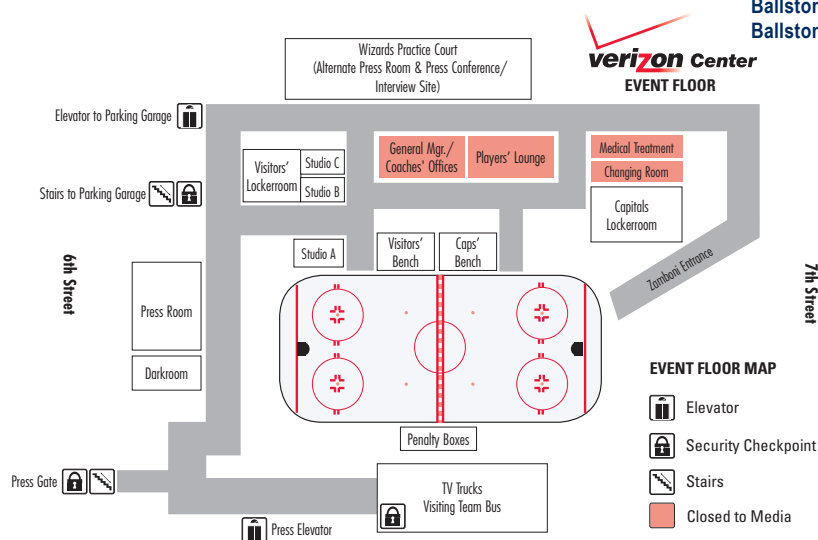 Ballston
Ballston
verizon Center
EVENT FLOOR
Wizards Practice Court
(Alternate Press Room & Press Conference/
Interview Site)
Elevator to Parking Garage
General Mgr./
Coaches' Offices
Players' Lounge
Medical Treatment
Changing Room
Visitors'
Lockerroom
Studio C
Studio B
Stairs to Parking Garage
Capitals
Lockerroom
Studio A
Visitors'
Bench
Caps'
Bench
Zamboni Entrance
6th Street
7th Street
Press Room
Darkroom
Penalty Boxes
Press Gate
TV Trucks
Visiting Team Bus
Press Elevator
EVENT FLOOR MAP
Elevator
Security Checkpoint
Stairs
Closed to Media